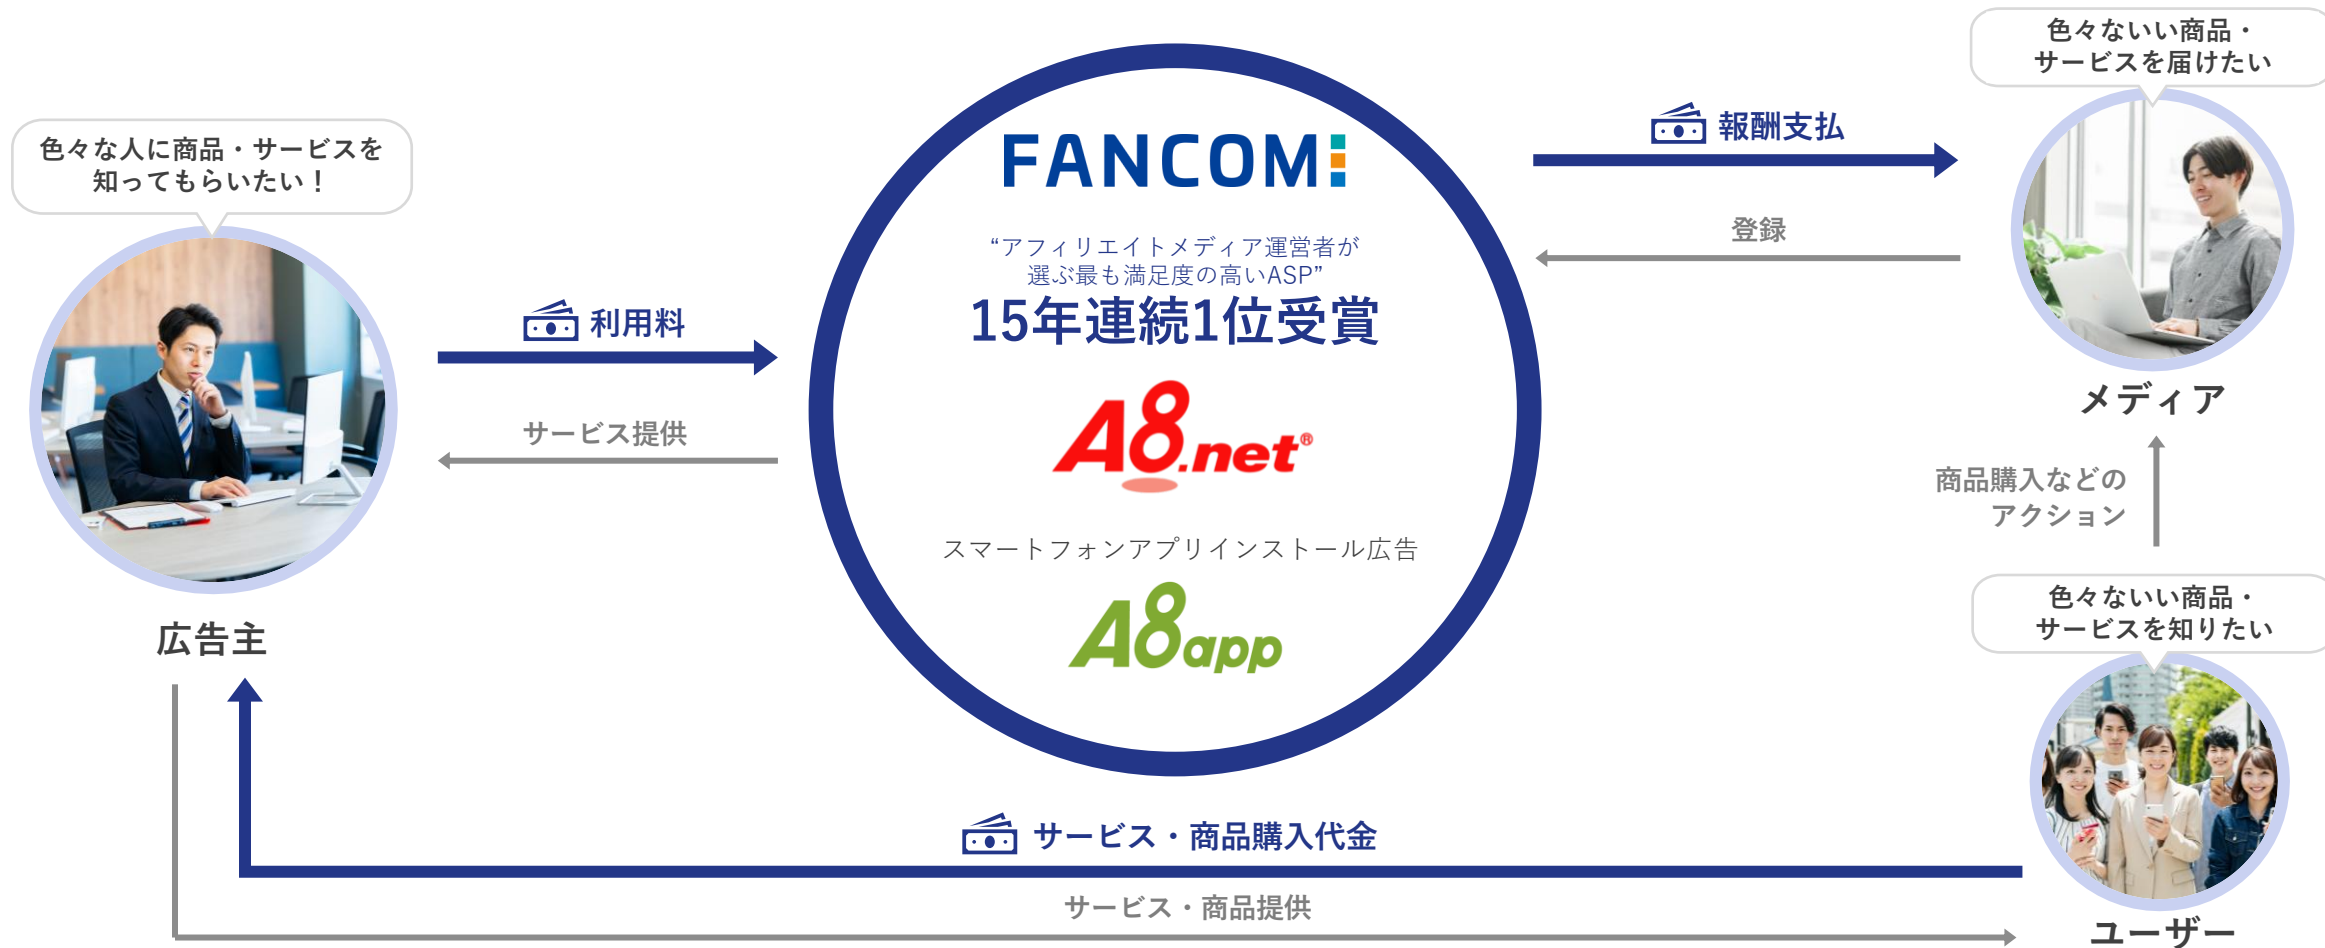 色々な人に商品・サービスを
知ってもらいたい！
広告主
利用料
サービス提供
FANCOMI
“アフィリエイトメディア運営者が
選ぶ最も満足度の高いASP”
15年連続1位受賞
A8.net®
スマートフォンアプリインストール広告
A8app
報酬支払
登録
色々ないい商品・
サービスを届けたい
メディア
商品購入などの
アクション
色々ないい商品・
サービスを知りたい
ユーザー
サービス・商品購入代金
サービス・商品提供